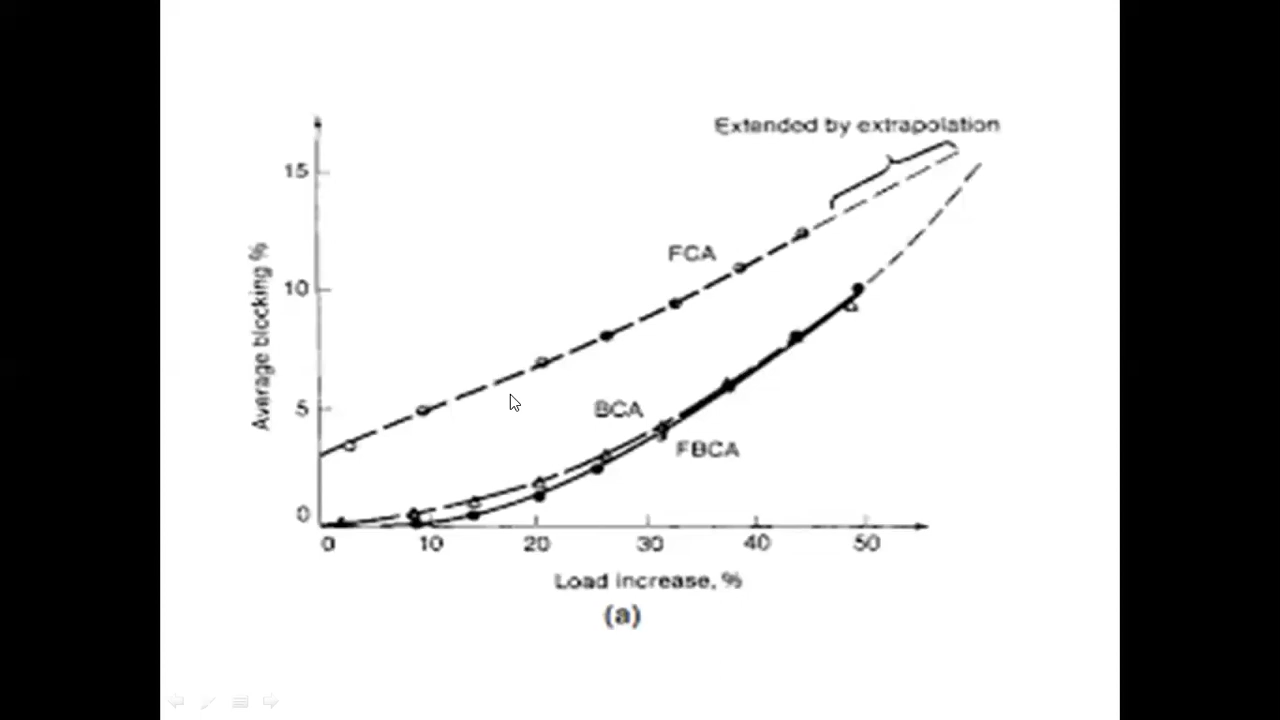 Extended by extrapolation
15
FCA
10
Average blocking %
BCA
5
FBCA
0
0 10 20 30 40 50
Load increase, %
(a)